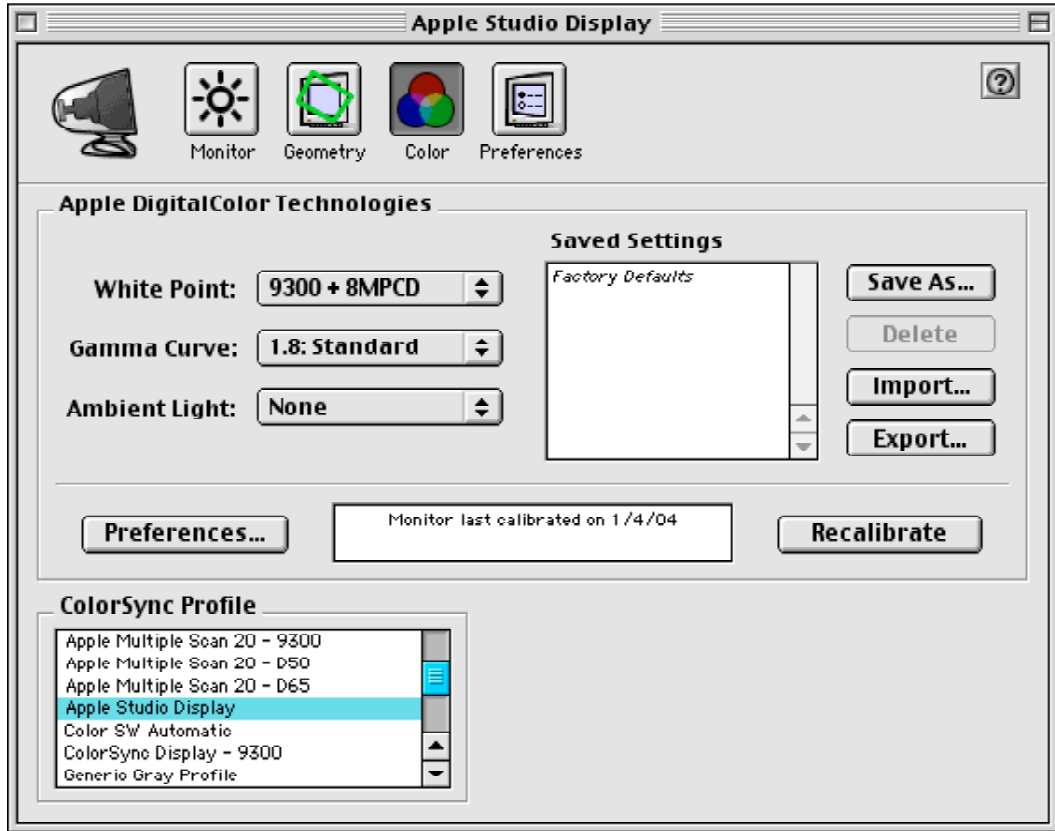 Apple Studio Display
Monitor
Geometry
Color
Preferences
?
Apple DigitalColor Technologies
White Point:
9300 + 8MPCD
Gamma Curve:
1.8: Standard
Ambient Light:
None
Saved Settings
Factory Defaults
Save As...
Delete
Import...
Export...
Preferences...
Monitor last calibrated on 1/4/04
Recalibrate
ColorSync Profile
Apple Multiple Scan 20 - 9300
Apple Multiple Scan 20 - D50
Apple Multiple Scan 20 - D65
Apple Studio Display
Color SW Automatic
ColorSync Display - 9300
Generic Gray Profile